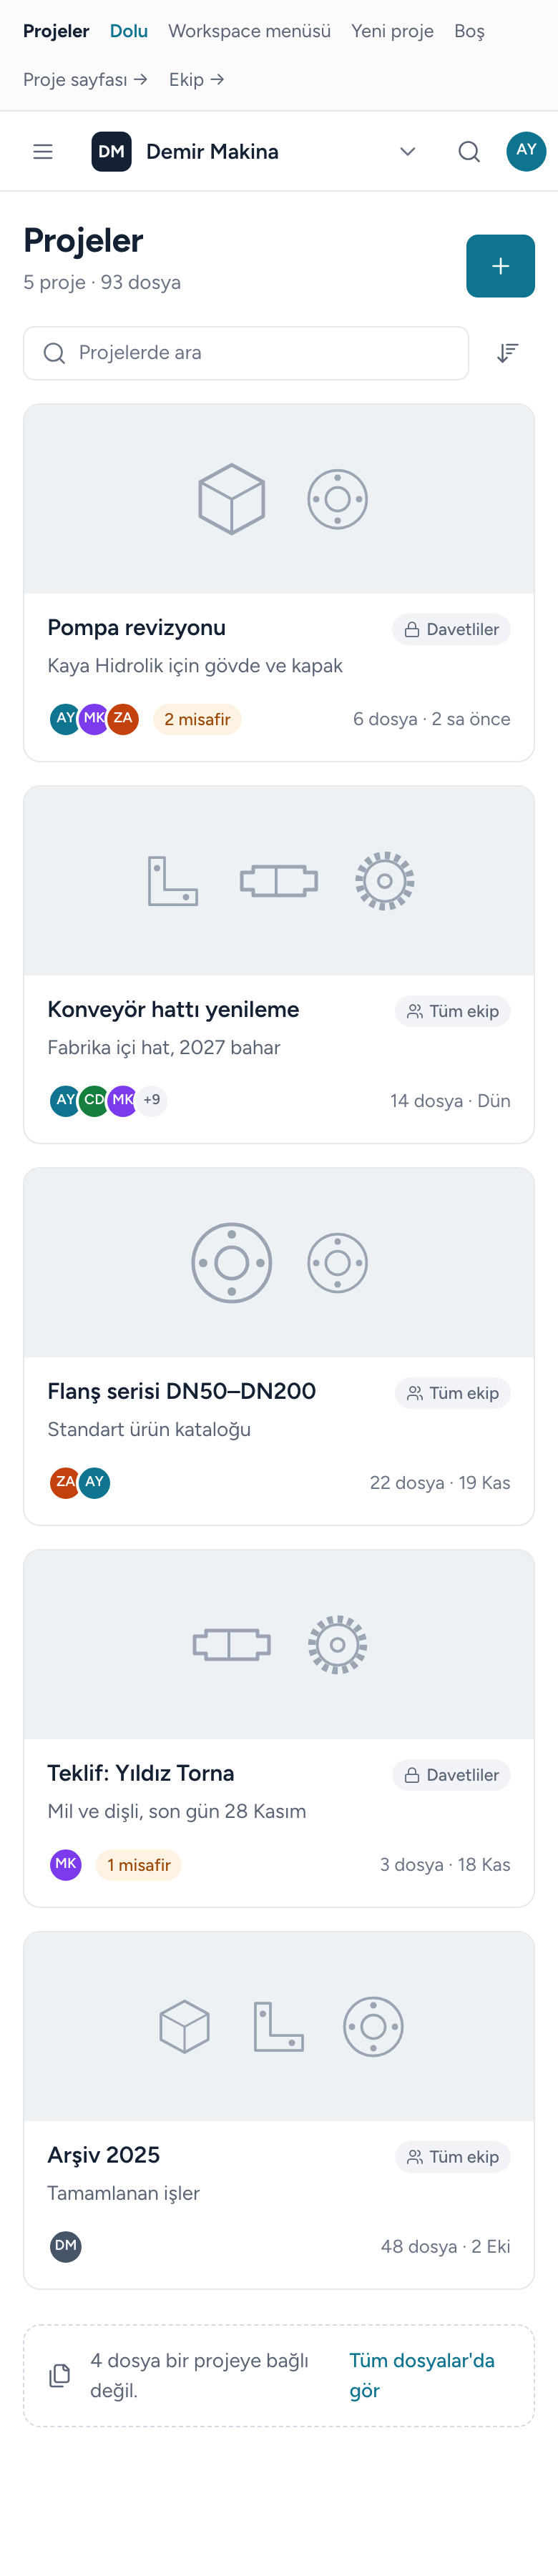 Projeler Dolu Workspace menüsü Yeni proje Boş
Proje sayfası → Ekip →
DM Demir Makina AY
Projeler
5 proje · 93 dosya
Projelerde ara
Pompa revizyonu Davetliler
Kaya Hidrolik için gövde ve kapak
AY MK ZA 2 misafir 6 dosya · 2 sa önce
Konveyör hattı yenileme Tüm ekip
Fabrika içi hat, 2027 bahar
AY CD MK +9 14 dosya · Dün
Flanş serisi DN50–DN200 Tüm ekip
Standart ürün kataloğu
ZA AY 22 dosya · 19 Kas
Teklif: Yıldız Torna Davetliler
Mil ve dişli, son gün 28 Kasım
MK 1 misafir 3 dosya · 18 Kas
Arşiv 2025 Tüm ekip
Tamamlanan işler
DM 48 dosya · 2 Eki
4 dosya bir projeye bağlı değil.
Tüm dosyalar'da gör